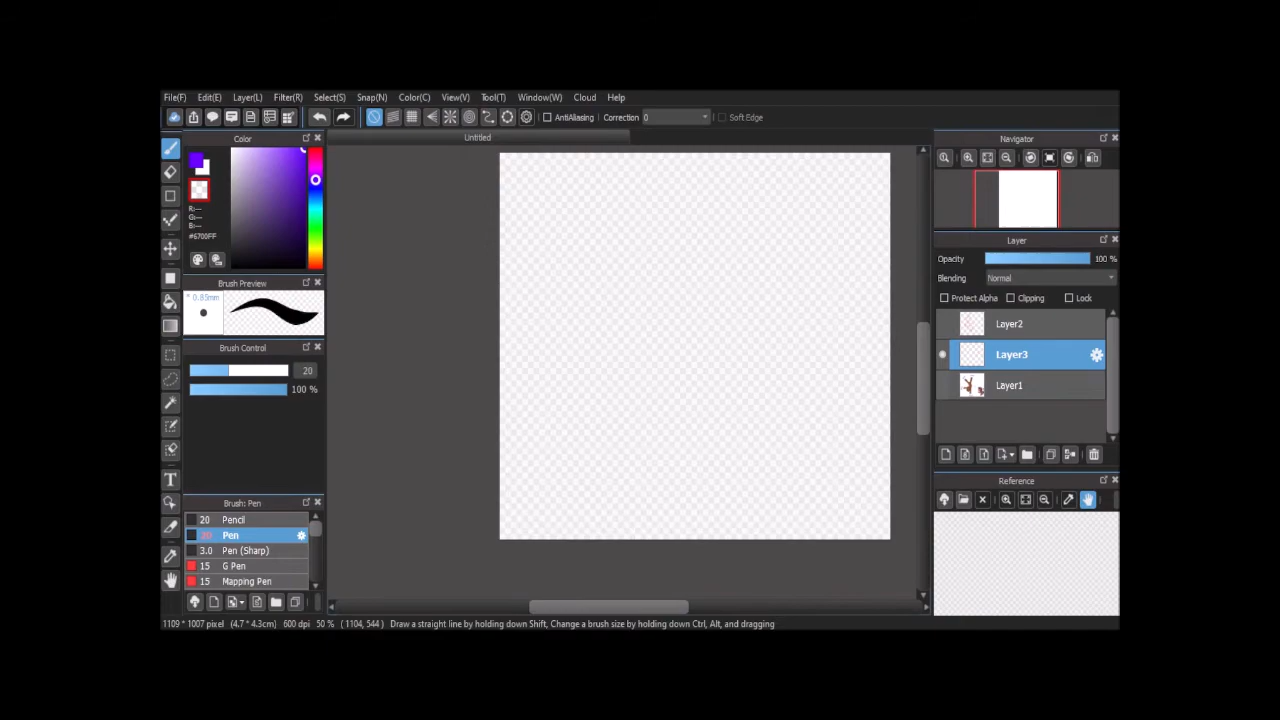 File(F) Edit(E) Layer(L) Filter(R) Select(S) Snap(N) Color(C) View(V) Tool(T) Window(W) Cloud Help
AntiAliasing Correction 0 Soft Edge
Color
Untitled
Navigator
R:---
G:---
B:---
#6700FF
Layer
Opacity 100 %
Blending Normal
Protect Alpha Clipping Lock
Brush Preview
* 0.85mm
Layer2
Layer3
Layer1
Brush Control
20
100 %
Reference
Brush: Pen
20 Pencil
20 Pen
3.0 Pen (Sharp)
15 G Pen
15 Mapping Pen
T
1109 * 1007 pixel (4.7 * 4.3cm) 600 dpi 50 % ( 1104, 544 ) Draw a straight line by holding down Shift, Change a brush size by holding down Ctrl, Alt, and dragging